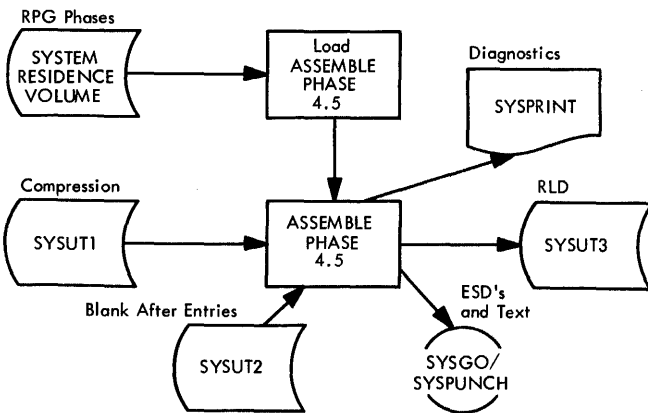 RPG Phases
SYSTEM
RESIDENCE
VOLUME
Load
ASSEMBLE
PHASE
4.5
Diagnostics
SYSPRINT
Compression
SYSUT1
ASSEMBLE
PHASE
4.5
RLD
SYSUT3
Blank After Entries
SYSUT2
ESD's
and Text
SYSGO/
SYSPUNCH